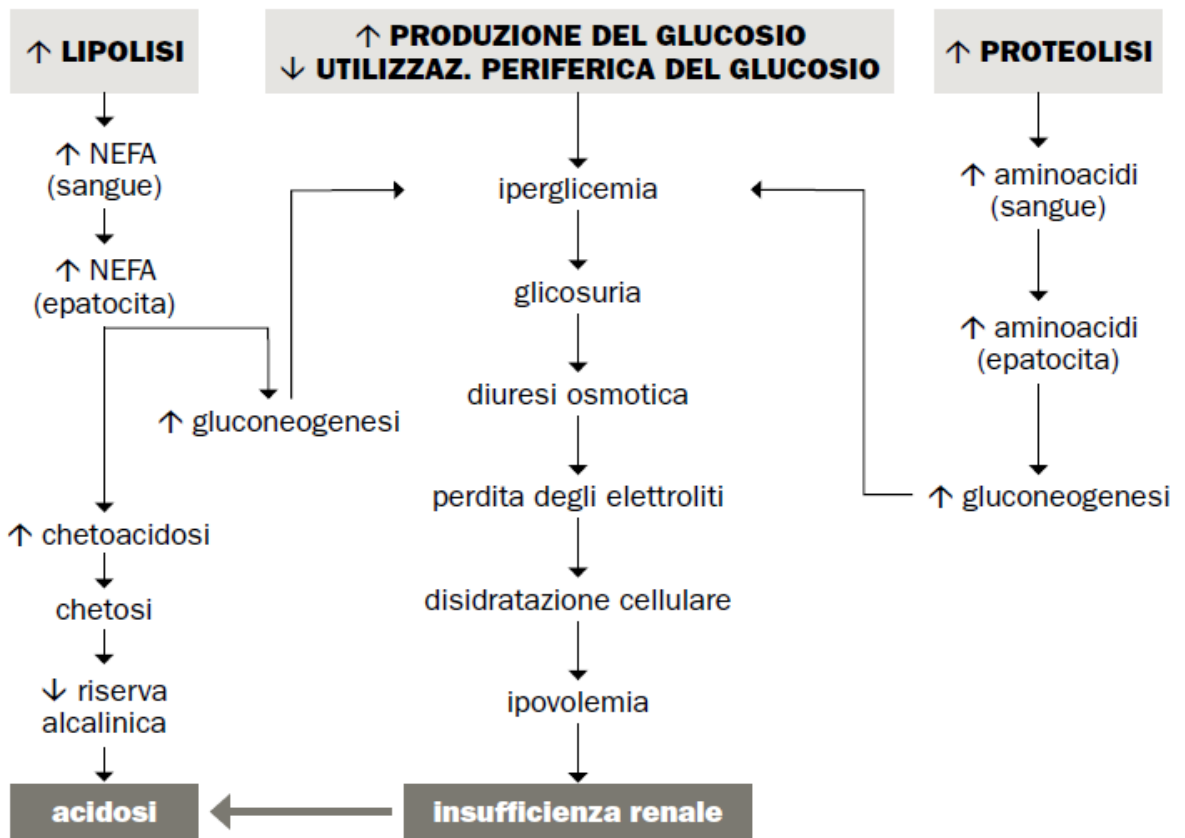 ↑ LIPOLISI
↑ NEFA
(sangue)
↑ NEFA
(epatocita)
↑ gluconeogenesi
↑ chetoacidosi
chetosi
↓ riserva
alcalinica
acidosi
↑ PRODUZIONE DEL GLUCOSIO
↓ UTILIZZAZ. PERIFERICA DEL GLUCOSIO
iperglicemia
glicosuria
diuresi osmotica
perdita degli elettroliti
disidratazione cellulare
ipovolemia
insufficienza renale
↑ PROTEOLISI
↑ aminoacidi
(sangue)
↑ aminoacidi
(epatocita)
↑ gluconeogenesi